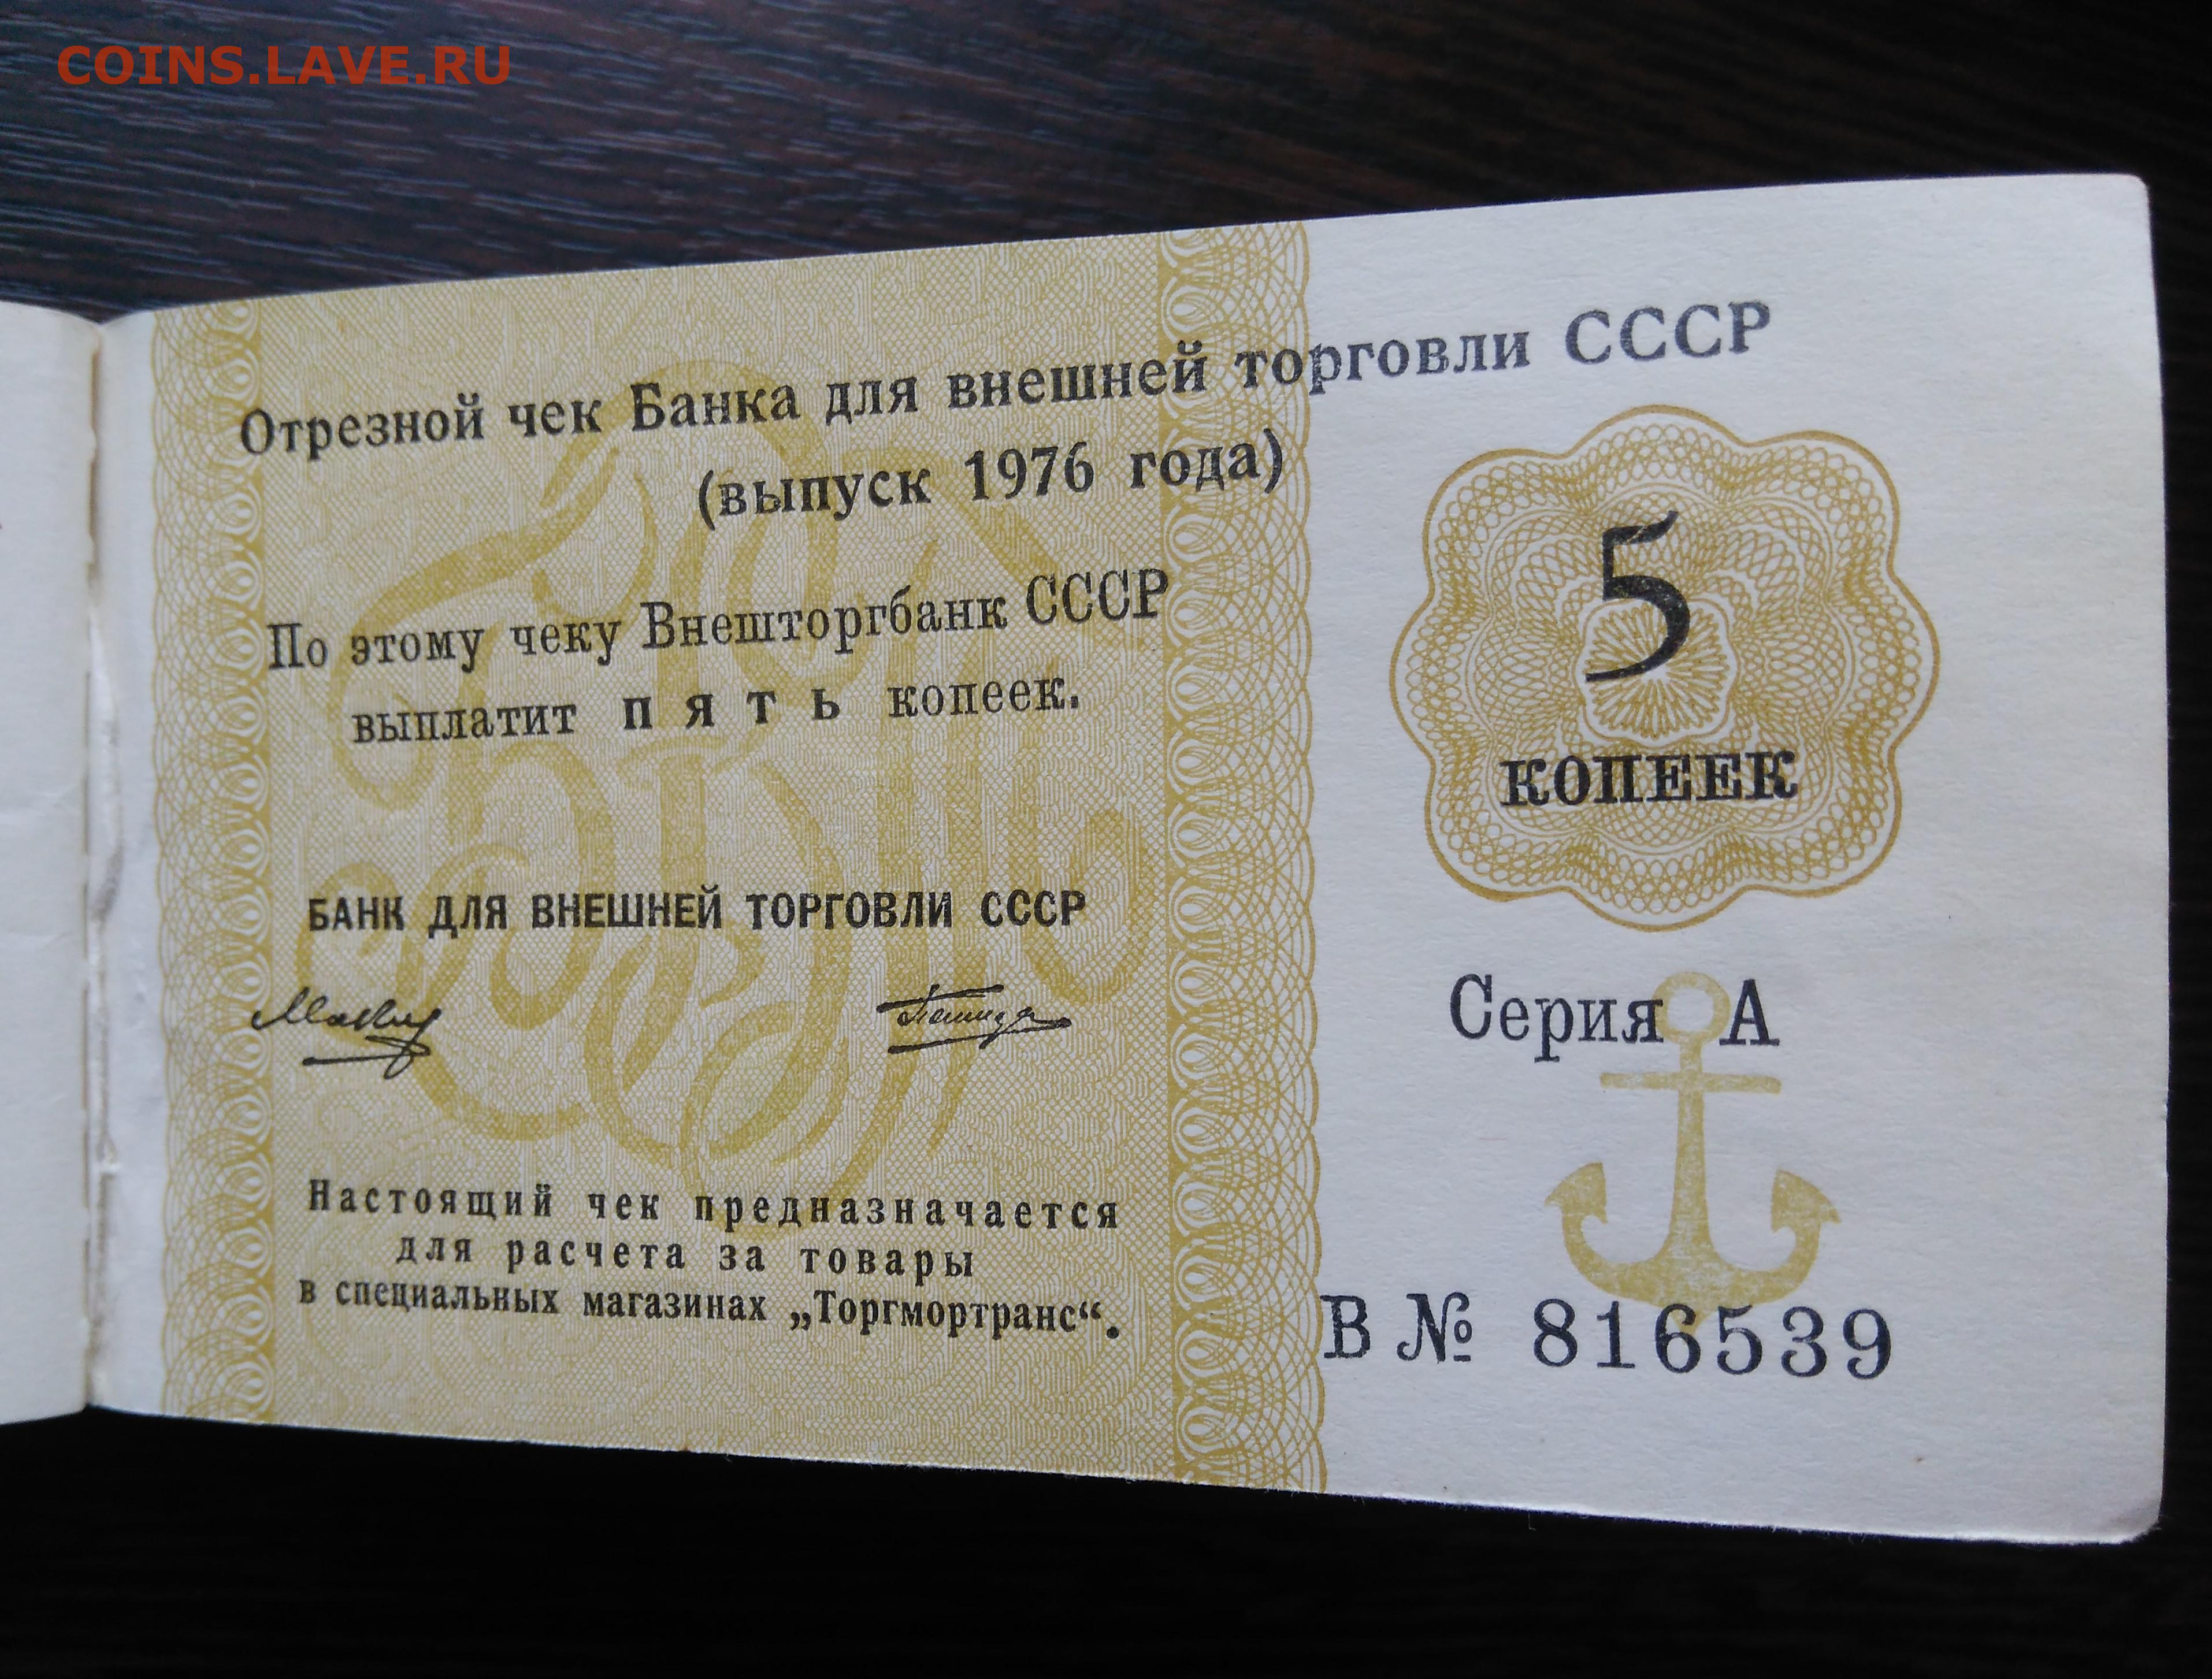 COINS.LAVE.RU
Отрезной чек Банка для внешней торговли СССР
(выпуск 1976 года)
По этому чеку Внешторгбанк СССР
выплатит пять копеек.
5
КОПЕЕК
БАНК ДЛЯ ВНЕШНЕЙ ТОРГОВЛИ СССР
Серия А
Настоящий чек предназначается
для расчета за товары
в специальных магазинах „Торгмортранс“.
В № 816539